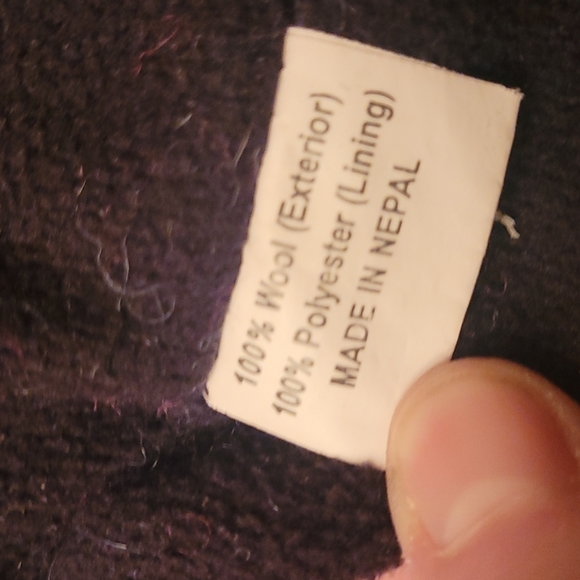 100% Wool (Exterior)
100% Polyester (Lining)
MADE IN NEPAL